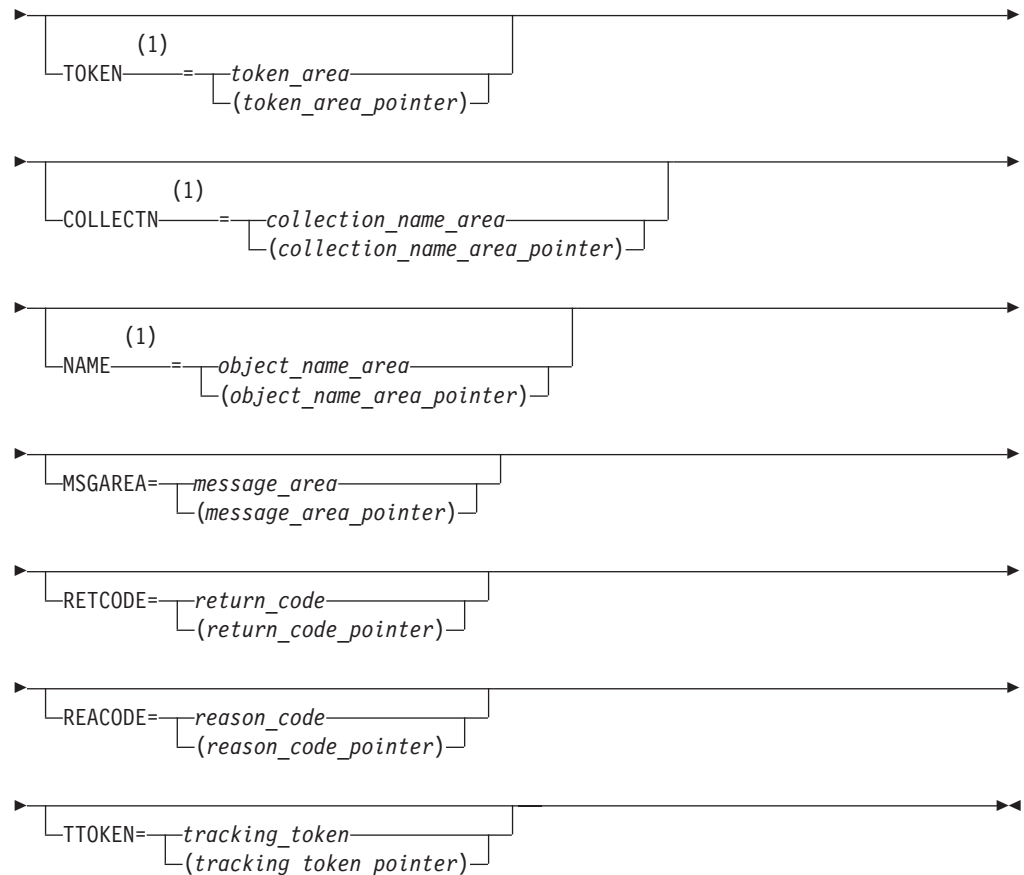 (1)
TOKEN = token_area
(token_area_pointer)
(1)
COLLECTN = collection_name_area
(collection_name_area_pointer)
(1)
NAME = object_name_area
(object_name_area_pointer)
MSGAREA= message_area
(message_area_pointer)
RETCODE= return_code
(return_code_pointer)
REACODE= reason_code
(reason_code_pointer)
TTOKEN= tracking_token
(tracking token pointer)